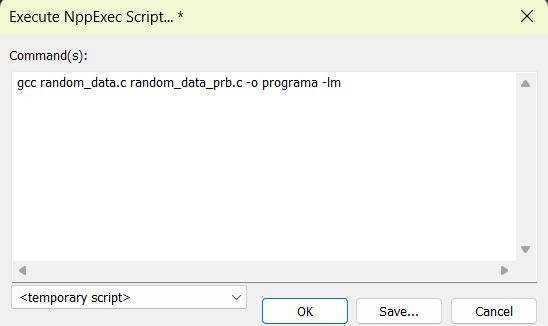 Execute NppExec Script... *
Command(s):
gcc random_data.c random_data_prb.c -o programa -lm
<temporary script>
OK
Save...
Cancel